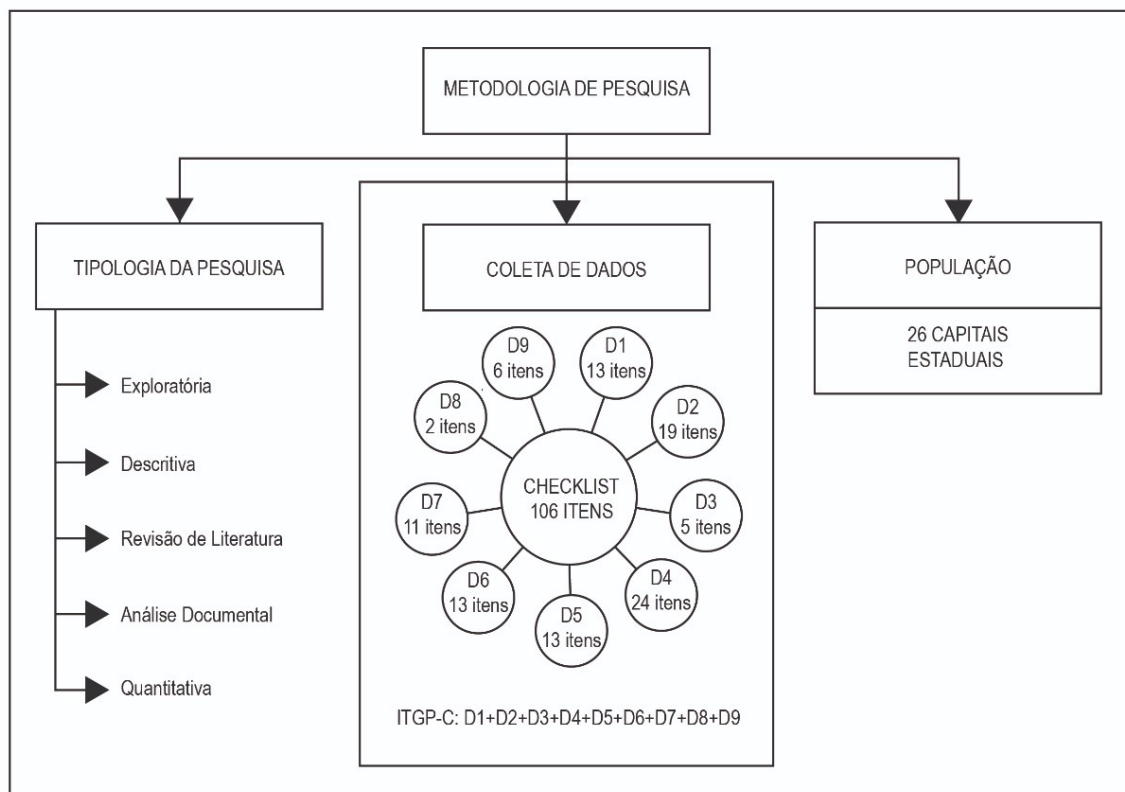 METODOLOGIA DE PESQUISA
TIPOLOGIA DA PESQUISA
Exploratória
Descritiva
Revisão de Literatura
Análise Documental
Quantitativa
COLETA DE DADOS
D1
13 itens
D2
19 itens
D3
5 itens
D4
24 itens
D5
13 itens
D6
13 itens
D7
11 itens
D8
2 itens
D9
6 itens
CHECKLIST
106 ITENS
ITGP-C: D1+D2+D3+D4+D5+D6+D7+D8+D9
POPULAÇÃO
26 CAPITAIS
ESTADUAIS